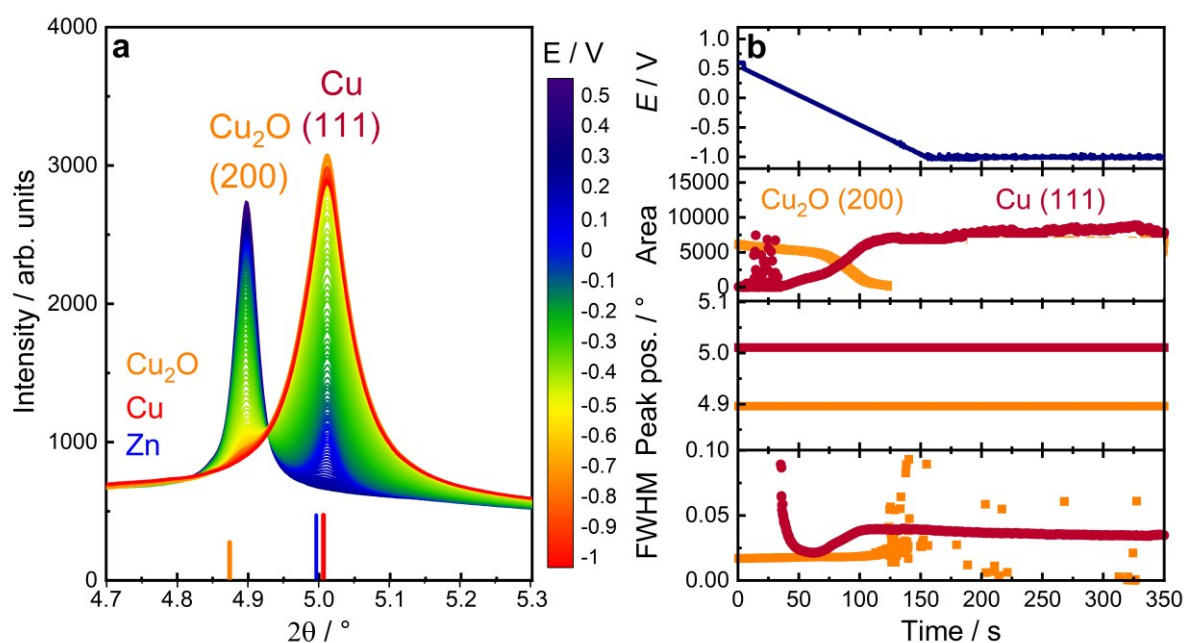 a
4000
3000
2000
1000
0
Intensity / arb. units
4.7 4.8 4.9 5.0 5.1 5.2 5.3
2θ / °
Cu
(111)
Cu₂O
(200)
Cu₂O
Cu
Zn
E / V
0.5
0.4
0.3
0.2
0.1
0
-0.1
-0.2
-0.3
-0.4
-0.5
-0.6
-0.7
-0.8
-0.9
-1
b
1.0
0.5
0.0
-0.5
-1.0
E / V
15000
10000
5000
0
Area
Cu₂O (200) Cu (111)
5.1
5.0
4.9
Peak pos. / °
0.10
0.05
0.00
FWHM
0 50 100 150 200 250 300 350
Time / s